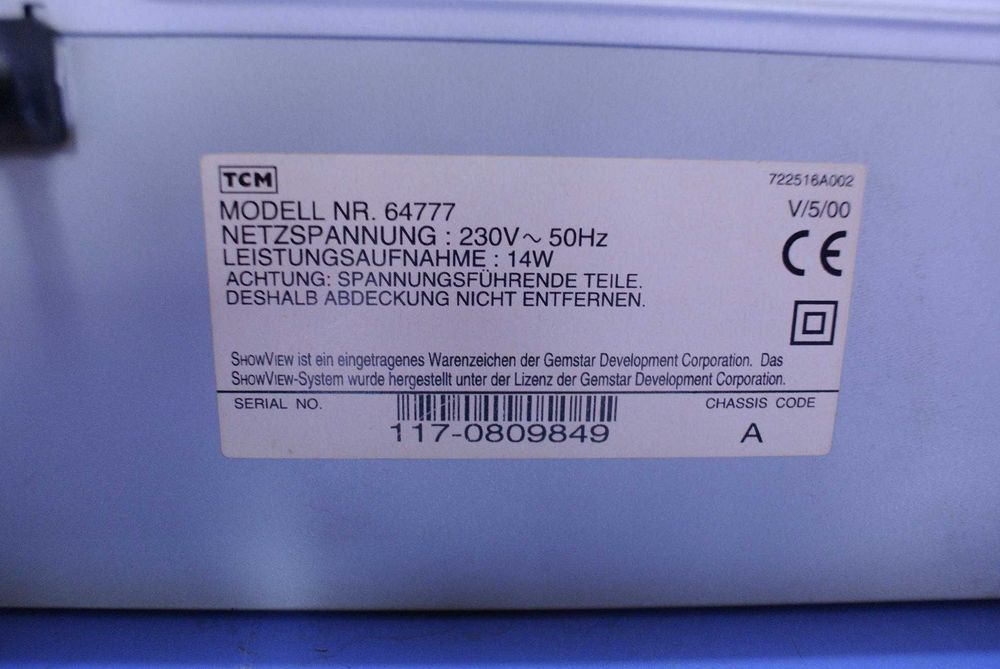 TCM
722516A002
MODELL NR. 64777
V/5/00
NETZSPANNUNG : 230V~ 50Hz
LEISTUNGSAUFNAHME : 14W
CE
ACHTUNG: SPANNUNGSFÜHRENDE TEILE.
DESHALB ABDECKUNG NICHT ENTFERNEN.
SHOWVIEW ist ein eingetragenes Warenzeichen der Gemstar Development Corporation. Das
SHOWVIEW-System wurde hergestellt unter der Lizenz der Gemstar Development Corporation.
SERIAL NO.
CHASSIS CODE
117-0809849
A